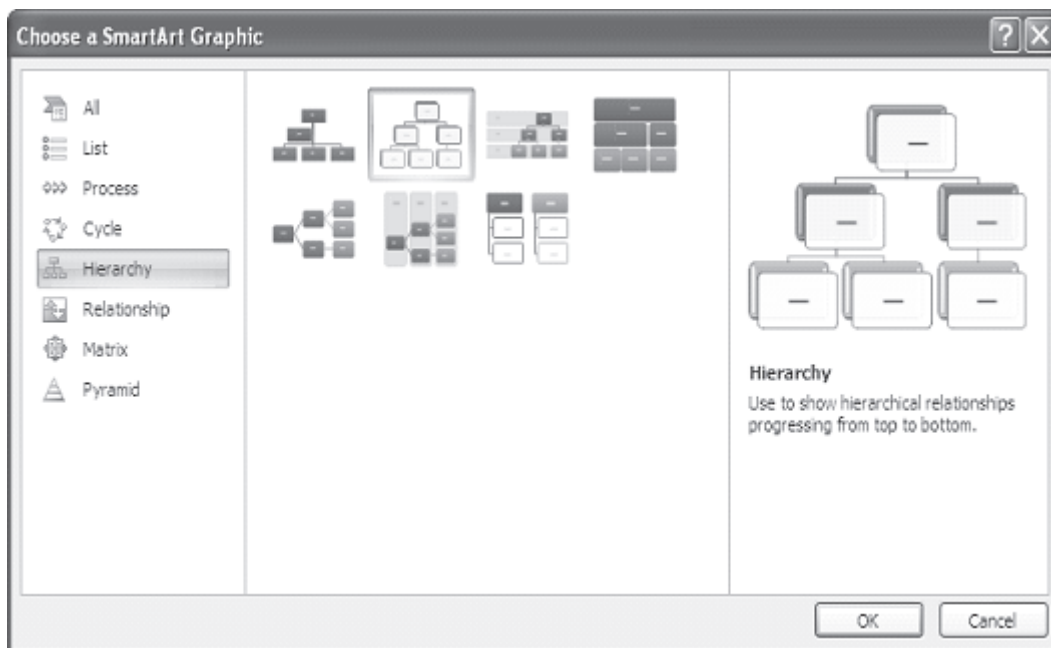 Choose a SmartArt Graphic
All
List
Process
Cycle
Hierarchy
Relationship
Matrix
Pyramid
Hierarchy
Use to show hierarchical relationships
progressing from top to bottom.
OK
Cancel